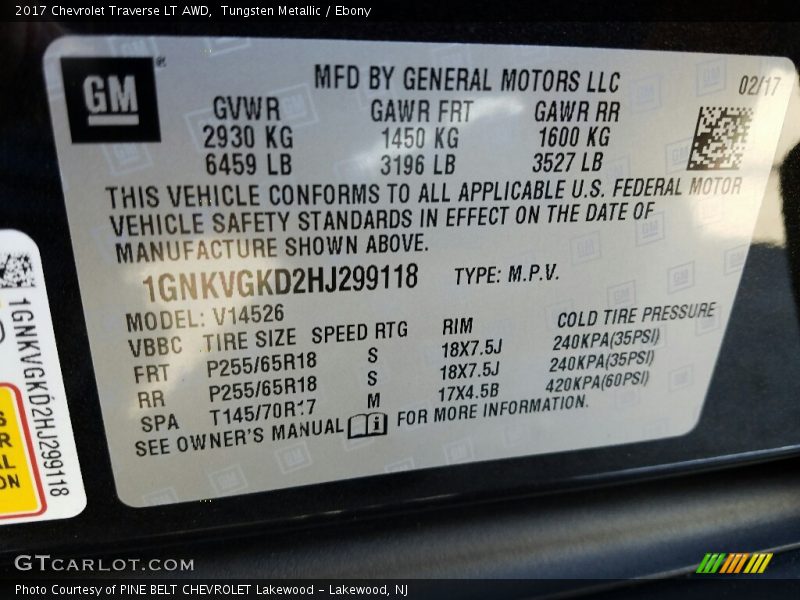 2017 Chevrolet Traverse LT AWD,  Tungsten Metallic / Ebony
GM®
MFD BY GENERAL MOTORS LLC
02/17
GVWR GAWR FRT GAWR RR
2930 KG 1450 KG 1600 KG
6459 LB 3196 LB 3527 LB
THIS VEHICLE CONFORMS TO ALL APPLICABLE U.S. FEDERAL MOTOR
VEHICLE SAFETY STANDARDS IN EFFECT ON THE DATE OF
MANUFACTURE SHOWN ABOVE.
1GNKVGKD2HJ299118 TYPE: M.P.V.
MODEL: V14526
VBBC TIRE SIZE SPEED RTG RIM COLD TIRE PRESSURE
FRT P255/65R18 S 18X7.5J 240KPA(35PSI)
RR P255/65R18 S 18X7.5J 240KPA(35PSI)
SPA T145/70R17 M 17X4.5B 420KPA(60PSI)
SEE OWNER'S MANUAL FOR MORE INFORMATION.
1GNKVGKD2HJ299118
GTCARLOT.COM
Photo Courtesy of PINE BELT CHEVROLET Lakewood - Lakewood, NJ